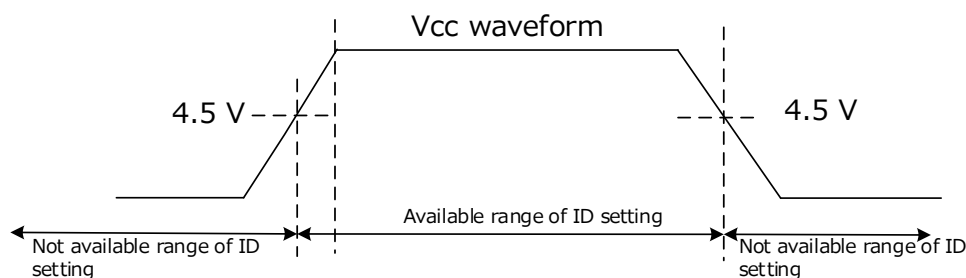 Vcc waveform
4.5 V
4.5 V
Available range of ID setting
Not available range of ID
setting
Not available range of ID
setting